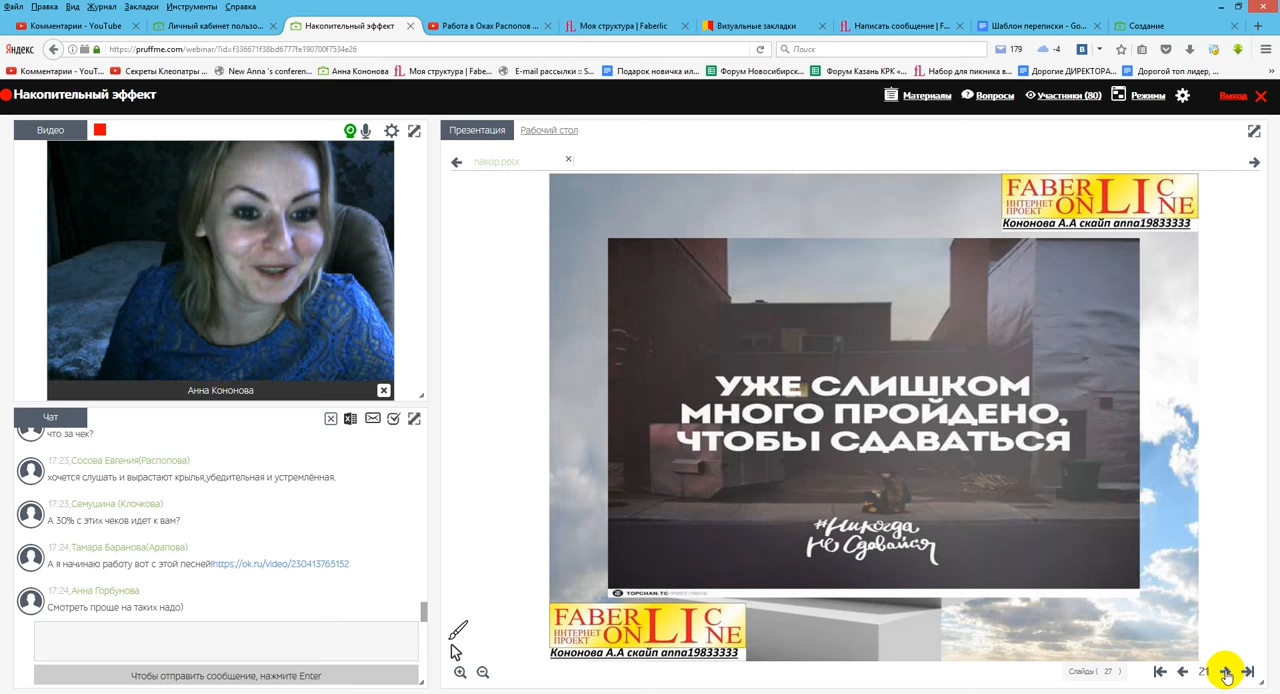 Файл Правка Вид Журнал Закладки Инструменты Справка
Комментарии - YouTube
Личный кабинет пользо...
Накопительный эффект
Работа в Оках Распопов ...
Моя структура | Faberlic
Визуальные закладки
Написать сообщение | F...
Шаблон переписки - Go...
Создание
Яндекс
https://pruffme.com/webinar/?id=f336671f38bd6777fe190700f7534e26
Поиск
179
-4
Комментарии - YouT...
Секреты Клеопатры ...
New Anna 's conferen...
Анна Кононова
Моя структура | Fabe...
E-mail рассылки :: S...
Подарок новичка ил...
Форум Новосибирс...
Форум Казань КРК «...
Набор для пикника в...
Дорогие ДИРЕКТОРА...
Дорогой топ лидер, ...
Накопительный эффект
Материалы
Вопросы
Участники (80)
Режимы
Выход
Видео
Презентация
Рабочий стол
nakop.pptx
FABERLIC
ИНТЕРНЕТ ПРОЕКТ ONLINE
Кононова А.А скайп anna19833333
УЖЕ СЛИШКОМ
МНОГО ПРОЙДЕНО,
ЧТОБЫ СДАВАТЬСЯ
#Никогда
Не Сдавайся
TOPCHAN.TC
FABERLIC
ИНТЕРНЕТ ПРОЕКТ ONLINE
Кононова А.А скайп anna19833333
Анна Кононова
Чат
что за чек?
17:23, Сосова Евгения(Распопова)
хочется слушать и вырастают крылья,убедительная и устремлённая.
17:23, Семушина (Клочкова)
А 30% с этих чеков идет к вам?
17:24, Тамара Баранова(Арапова)
А я начинаю работу вот с этой песней!https://ok.ru/video/230413765152
17:24, Анна Горбунова
Смотреть проще на таких надо)
Чтобы отправить сообщение, нажмите Enter
Слайды ( 27 )
21